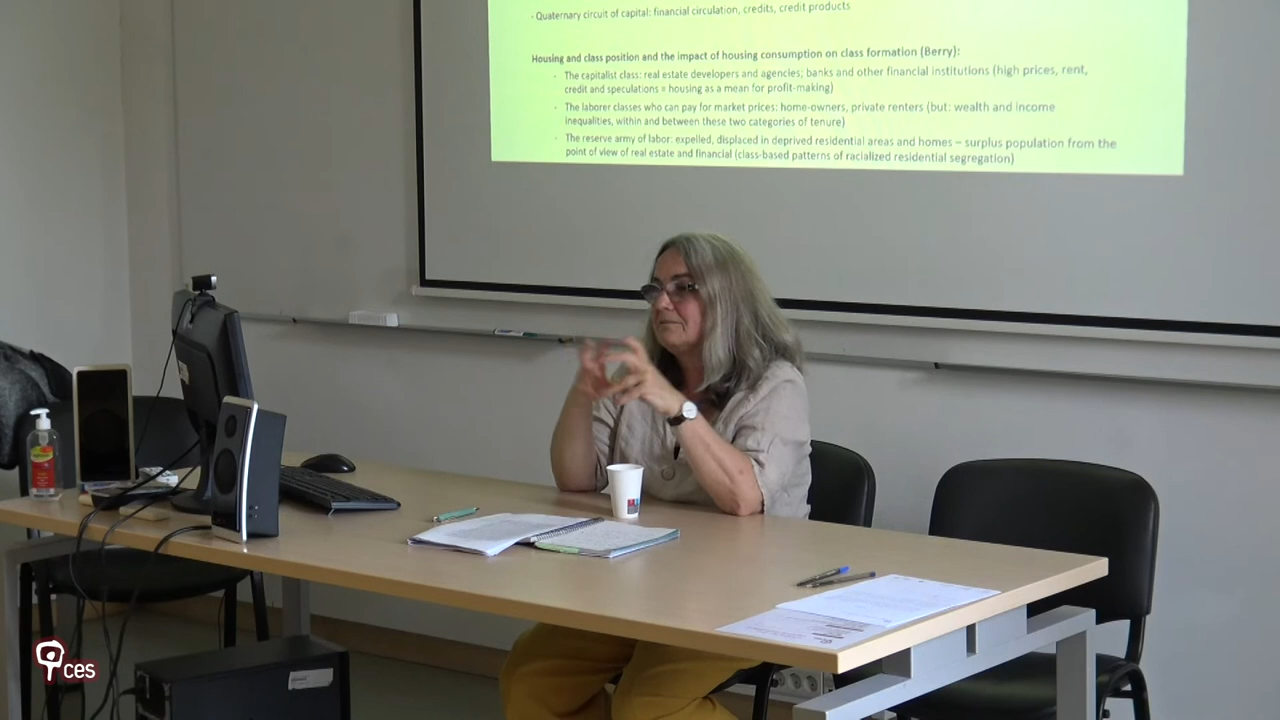 - Quaternary circuit of capital: financial circulation, credits, credit products
Housing and class position and the impact of housing consumption on class formation (Berry):
- The capitalist class: real estate developers and agencies; banks and other financial institutions (high prices, rent,
credit and speculations = housing as a mean for profit-making)
- The laborer classes who can pay for market prices: home-owners, private renters (but: wealth and income
inequalities, within and between these two categories of tenure)
- The reserve army of labor: expelled, displaced in deprived residential areas and homes – surplus population from the
point of view of real estate and financial (class-based patterns of racialized residential segregation)
ces